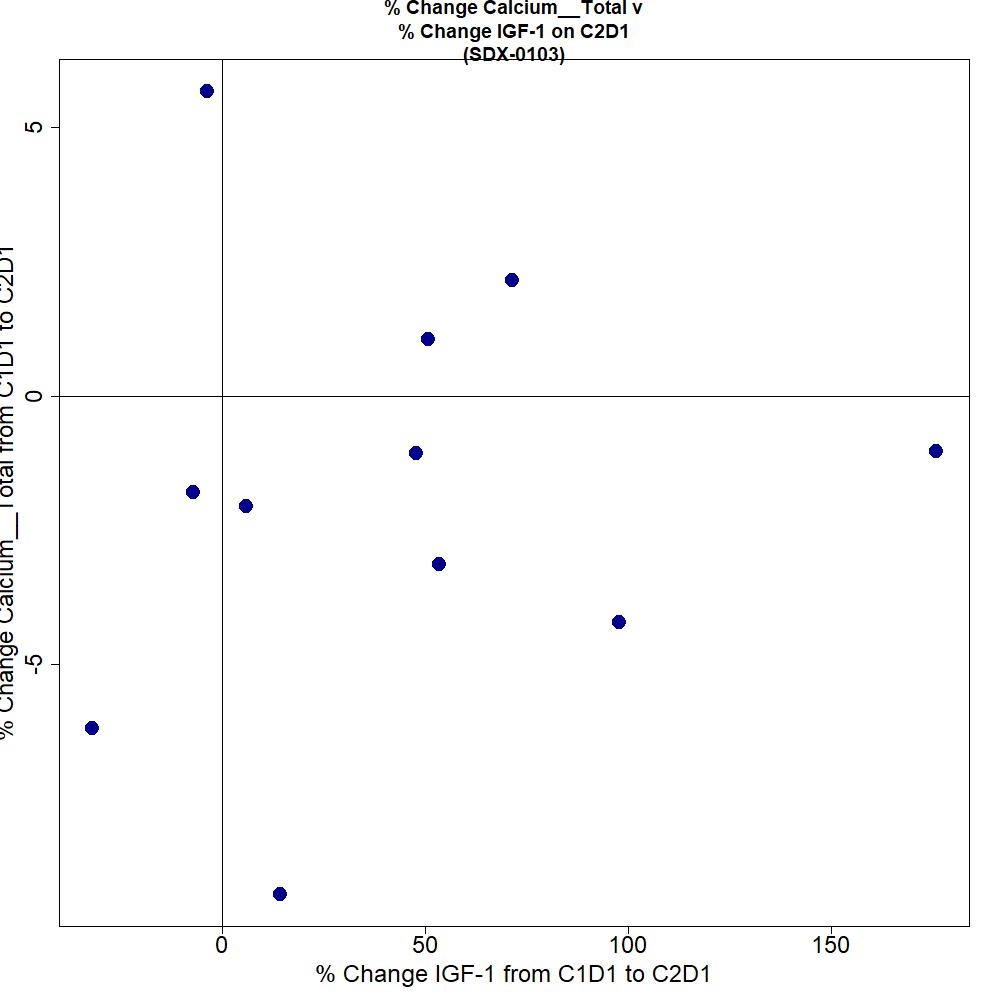 % Change Calcium__Total v
% Change IGF-1 on C2D1
(SDX-0103)
% Change Calcium__Total from C1D1 to C2D1
5
0
-5
0 50 100 150
% Change IGF-1 from C1D1 to C2D1